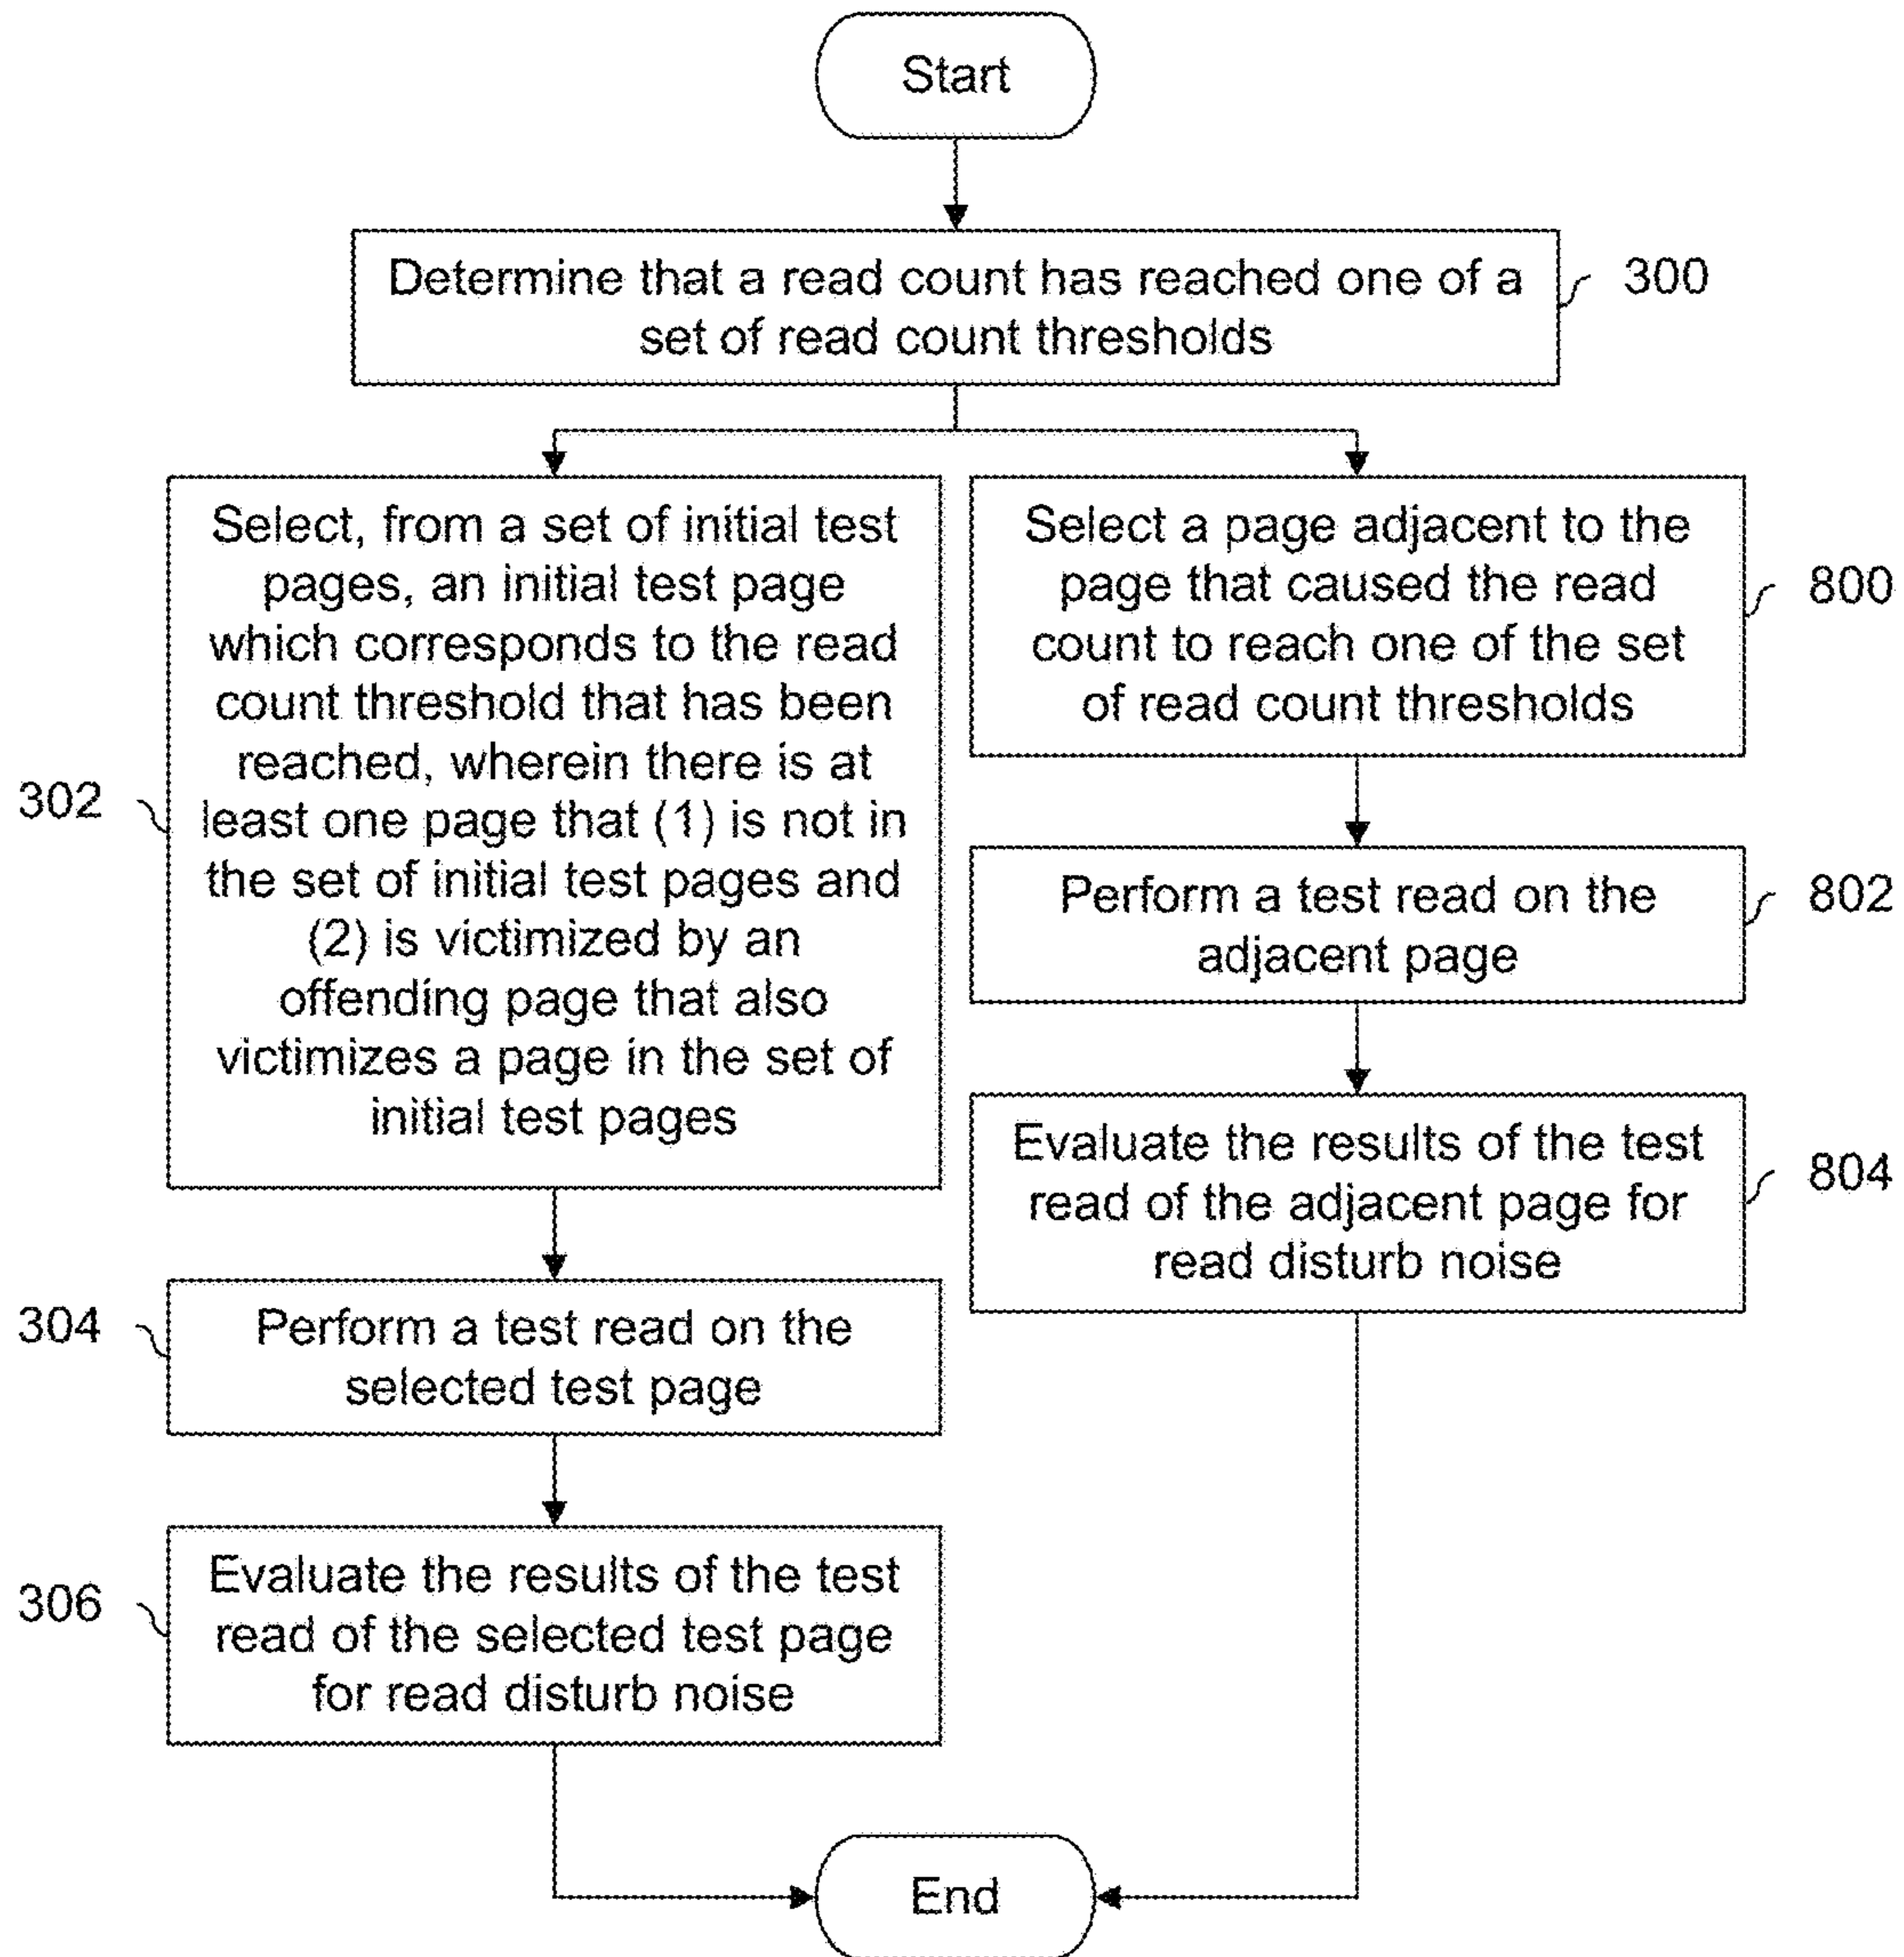 Start
Determine that a read count has reached one of a
set of read count thresholds
300
Select, from a set of initial test
pages, an initial test page
which corresponds to the read
count threshold that has been
reached, wherein there is at
least one page that (1) is not in
the set of initial test pages and
(2) is victimized by an
offending page that also
victimizes a page in the set of
initial test pages
302
Perform a test read on the
selected test page
304
Evaluate the results of the test
read of the selected test page
for read disturb noise
306
Select a page adjacent to the
page that caused the read
count to reach one of the set
of read count thresholds
800
Perform a test read on the
adjacent page
802
Evaluate the results of the test
read of the adjacent page for
read disturb noise
804
End